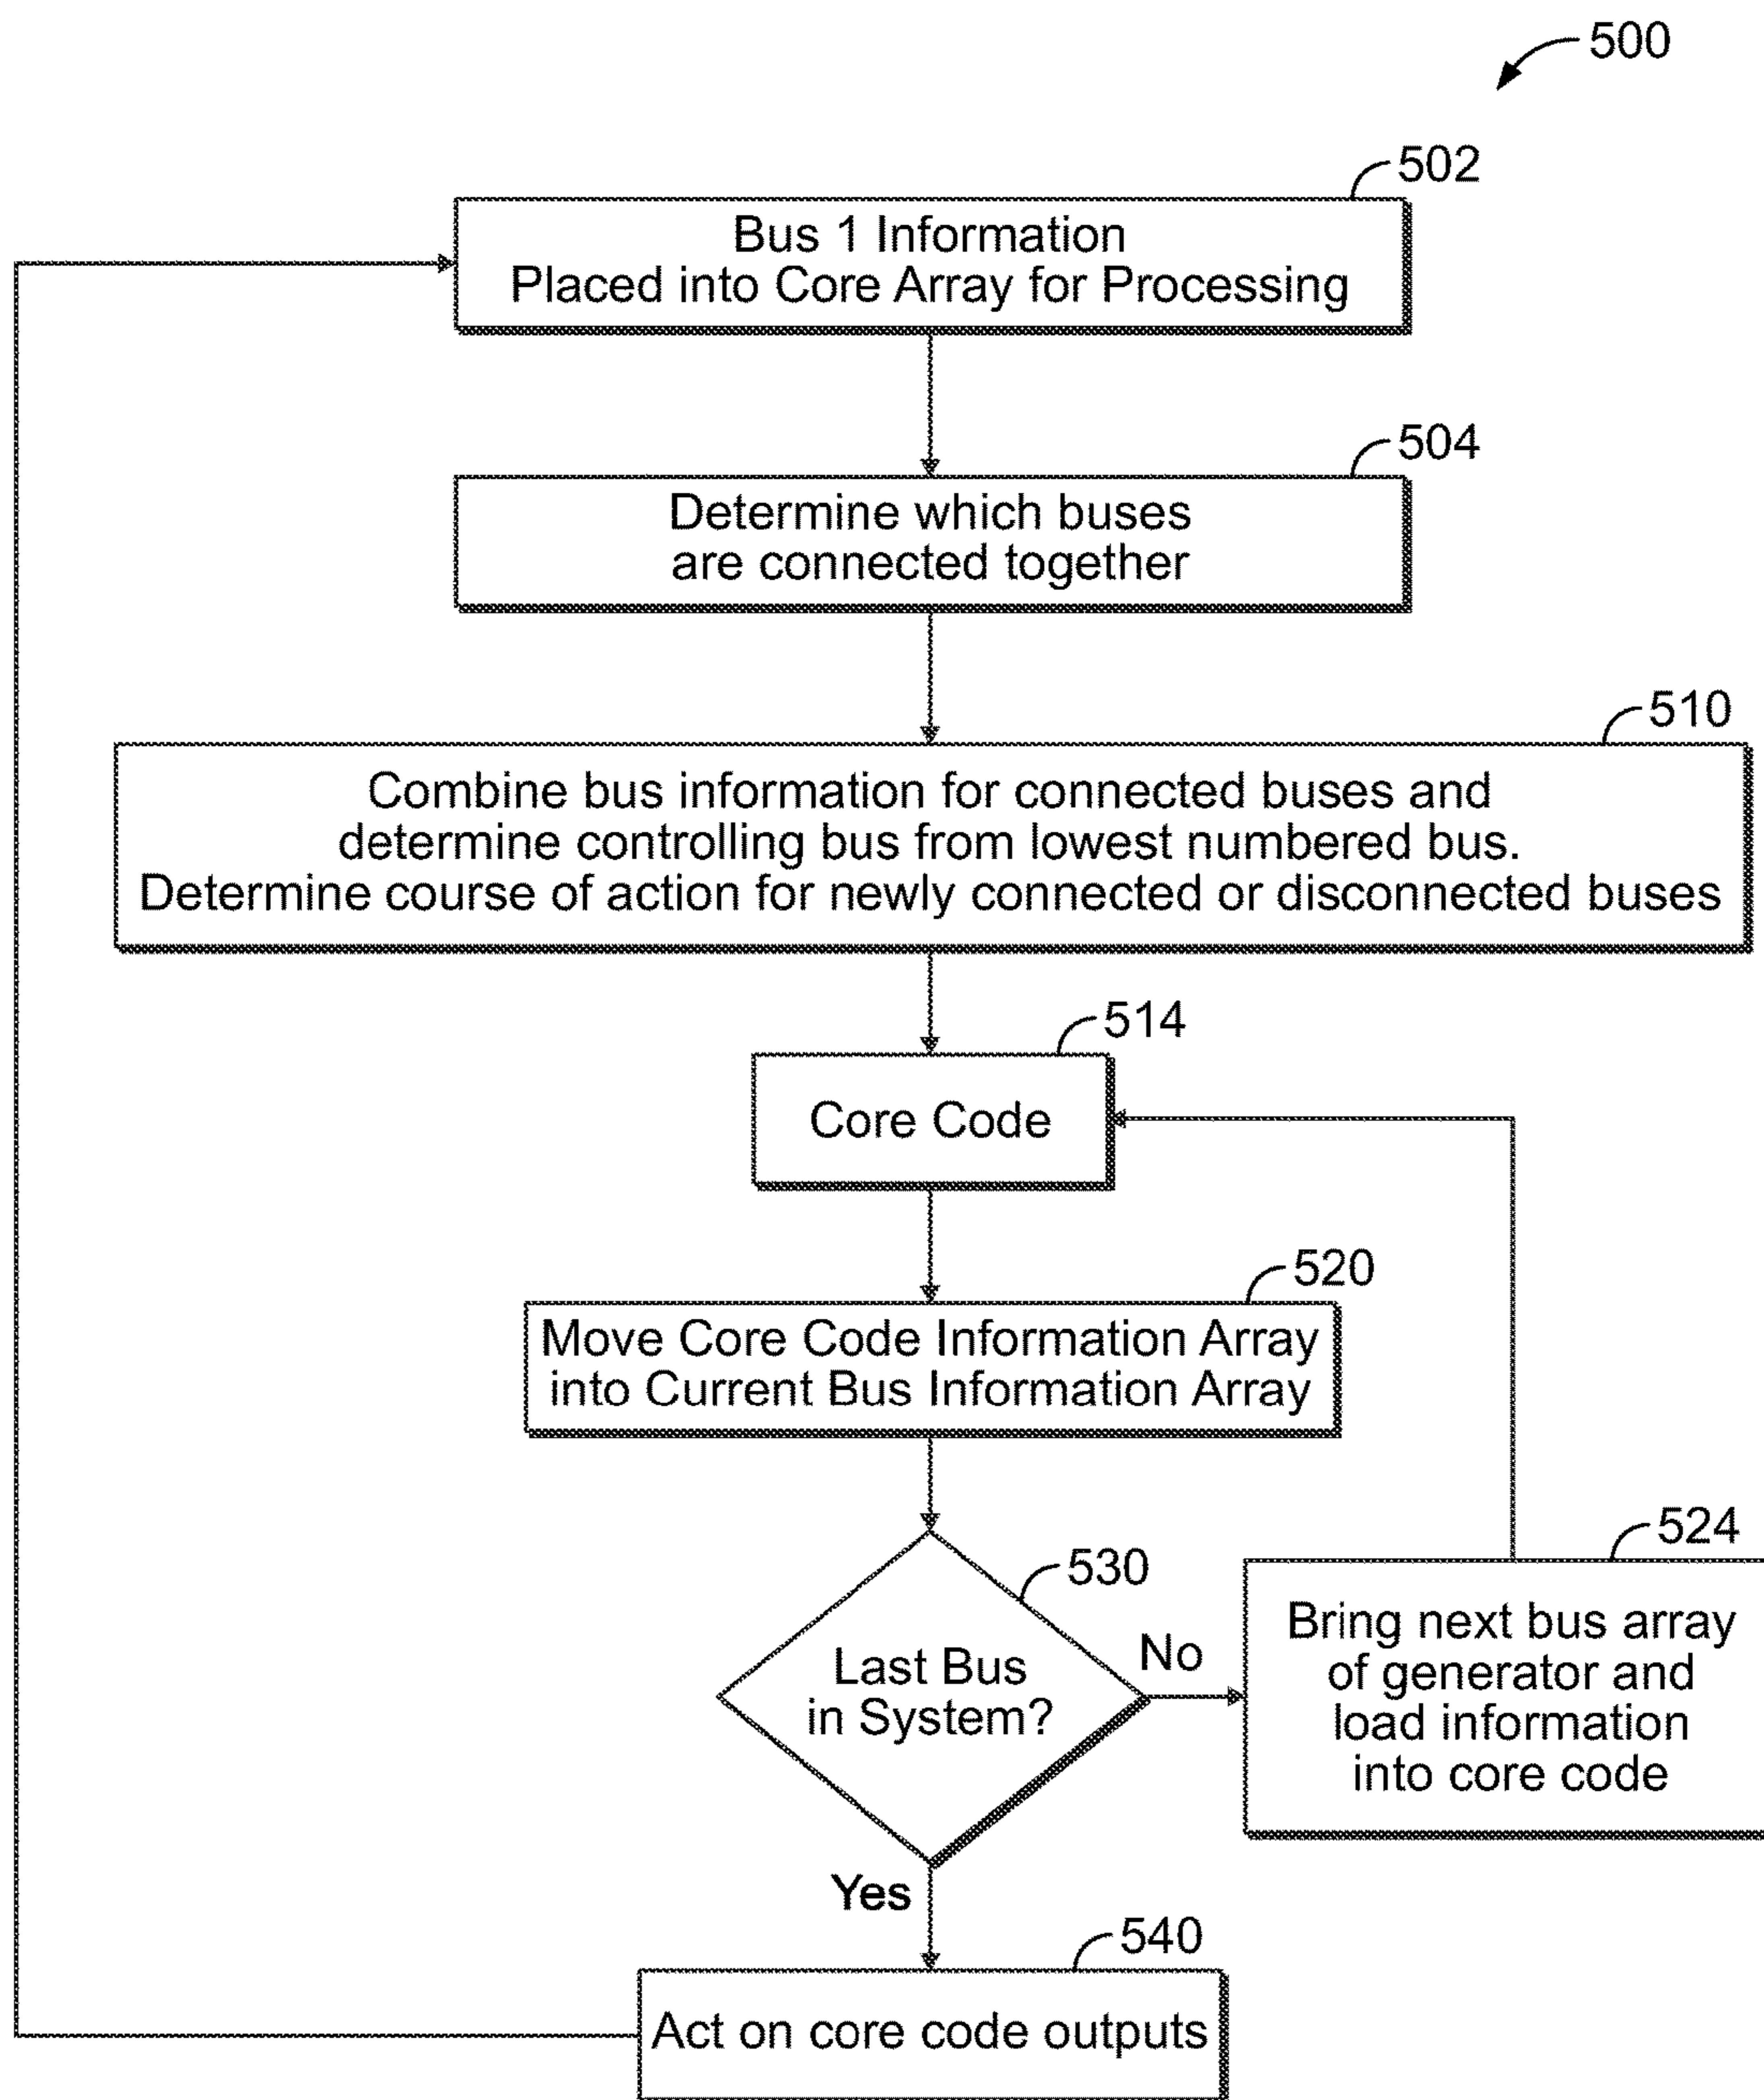 500
502
Bus 1 Information
Placed into Core Array for Processing
504
Determine which buses
are connected together
510
Combine bus information for connected buses and
determine controlling bus from lowest numbered bus.
Determine course of action for newly connected or disconnected buses
514
Core Code
520
Move Core Code Information Array
into Current Bus Information Array
530
Last Bus
in System?
No
524
Bring next bus array
of generator and
load information
into core code
Yes
540
Act on core code outputs